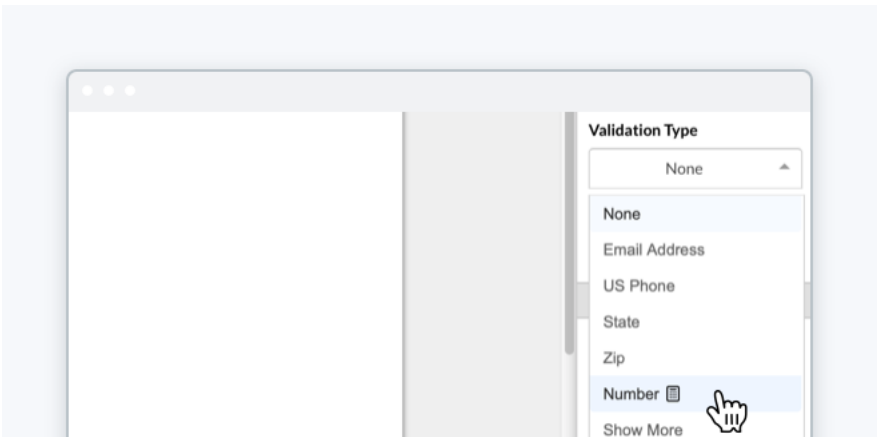 Validation Type
None
None
Email Address
US Phone
State
Zip
Number
Show More